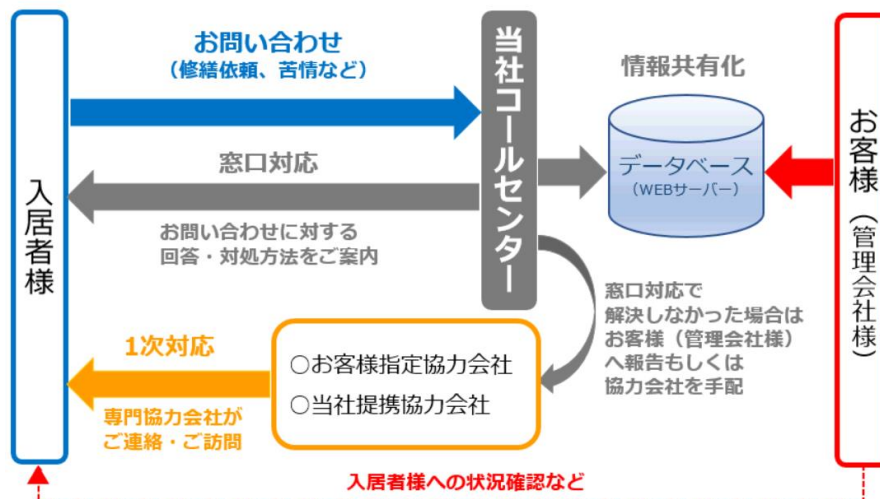 お問い合わせ
（修繕依頼、苦情など）
当社コールセンター
情報共有化
データベース
（WEBサーバー）
お客様（管理会社様）
入居者様
窓口対応
お問い合わせに対する
回答・対処方法をご案内
窓口対応で
解決しなかった場合は
お客様（管理会社様）
へ報告もしくは
協力会社を手配
1次対応
専門協力会社が
ご連絡・ご訪問
○お客様指定協力会社
○当社提携協力会社
入居者様への状況確認など